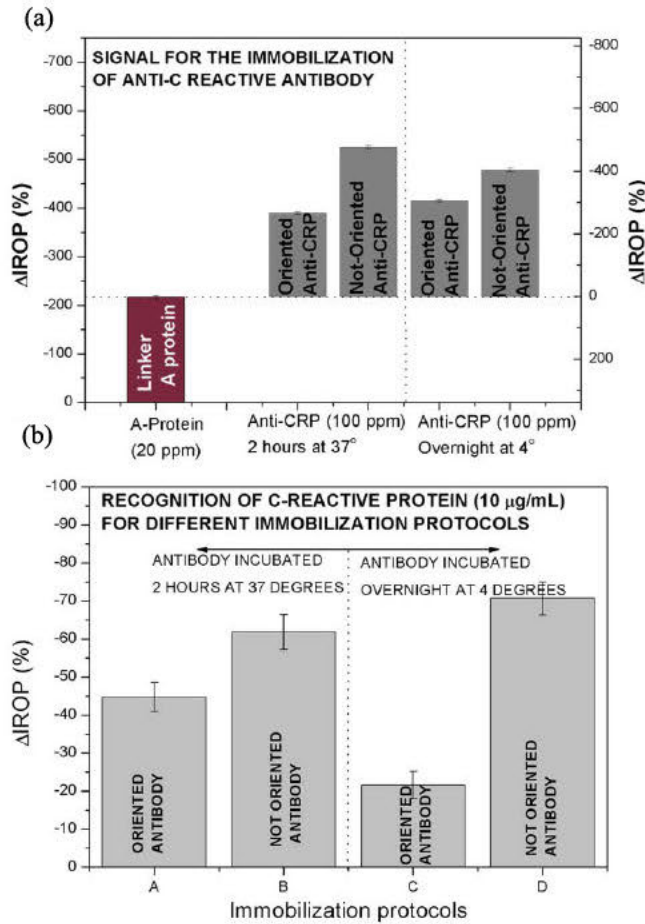 (a)
SIGNAL FOR THE IMMOBILIZATION
OF ANTI-C REACTIVE ANTIBODY
ΔIROP (%)
-750
-700
-600
-500
-400
-300
-200
-100
0
-800
-600
-400
-200
0
200
ΔIROP (%)
Linker
A protein
Oriented
Anti-CRP
Not-Oriented
Anti-CRP
Oriented
Anti-CRP
Not-Oriented
Anti-CRP
A-Protein
(20 ppm)
Anti-CRP (100 ppm)
2 hours at 37°
Anti-CRP (100 ppm)
Overnight at 4°
(b)
RECOGNITION OF C-REACTIVE PROTEIN (10 μg/mL)
FOR DIFFERENT IMMOBILIZATION PROTOCOLS
ANTIBODY INCUBATED
2 HOURS AT 37 DEGREES
ANTIBODY INCUBATED
OVERNIGHT AT 4 DEGREES
ΔIROP (%)
-100
-90
-80
-70
-60
-50
-40
-30
-20
-10
0
ORIENTED
ANTIBODY
NOT ORIENTED
ANTIBODY
ORIENTED
ANTIBODY
NOT ORIENTED
ANTIBODY
A
B
C
D
Immobilization protocols